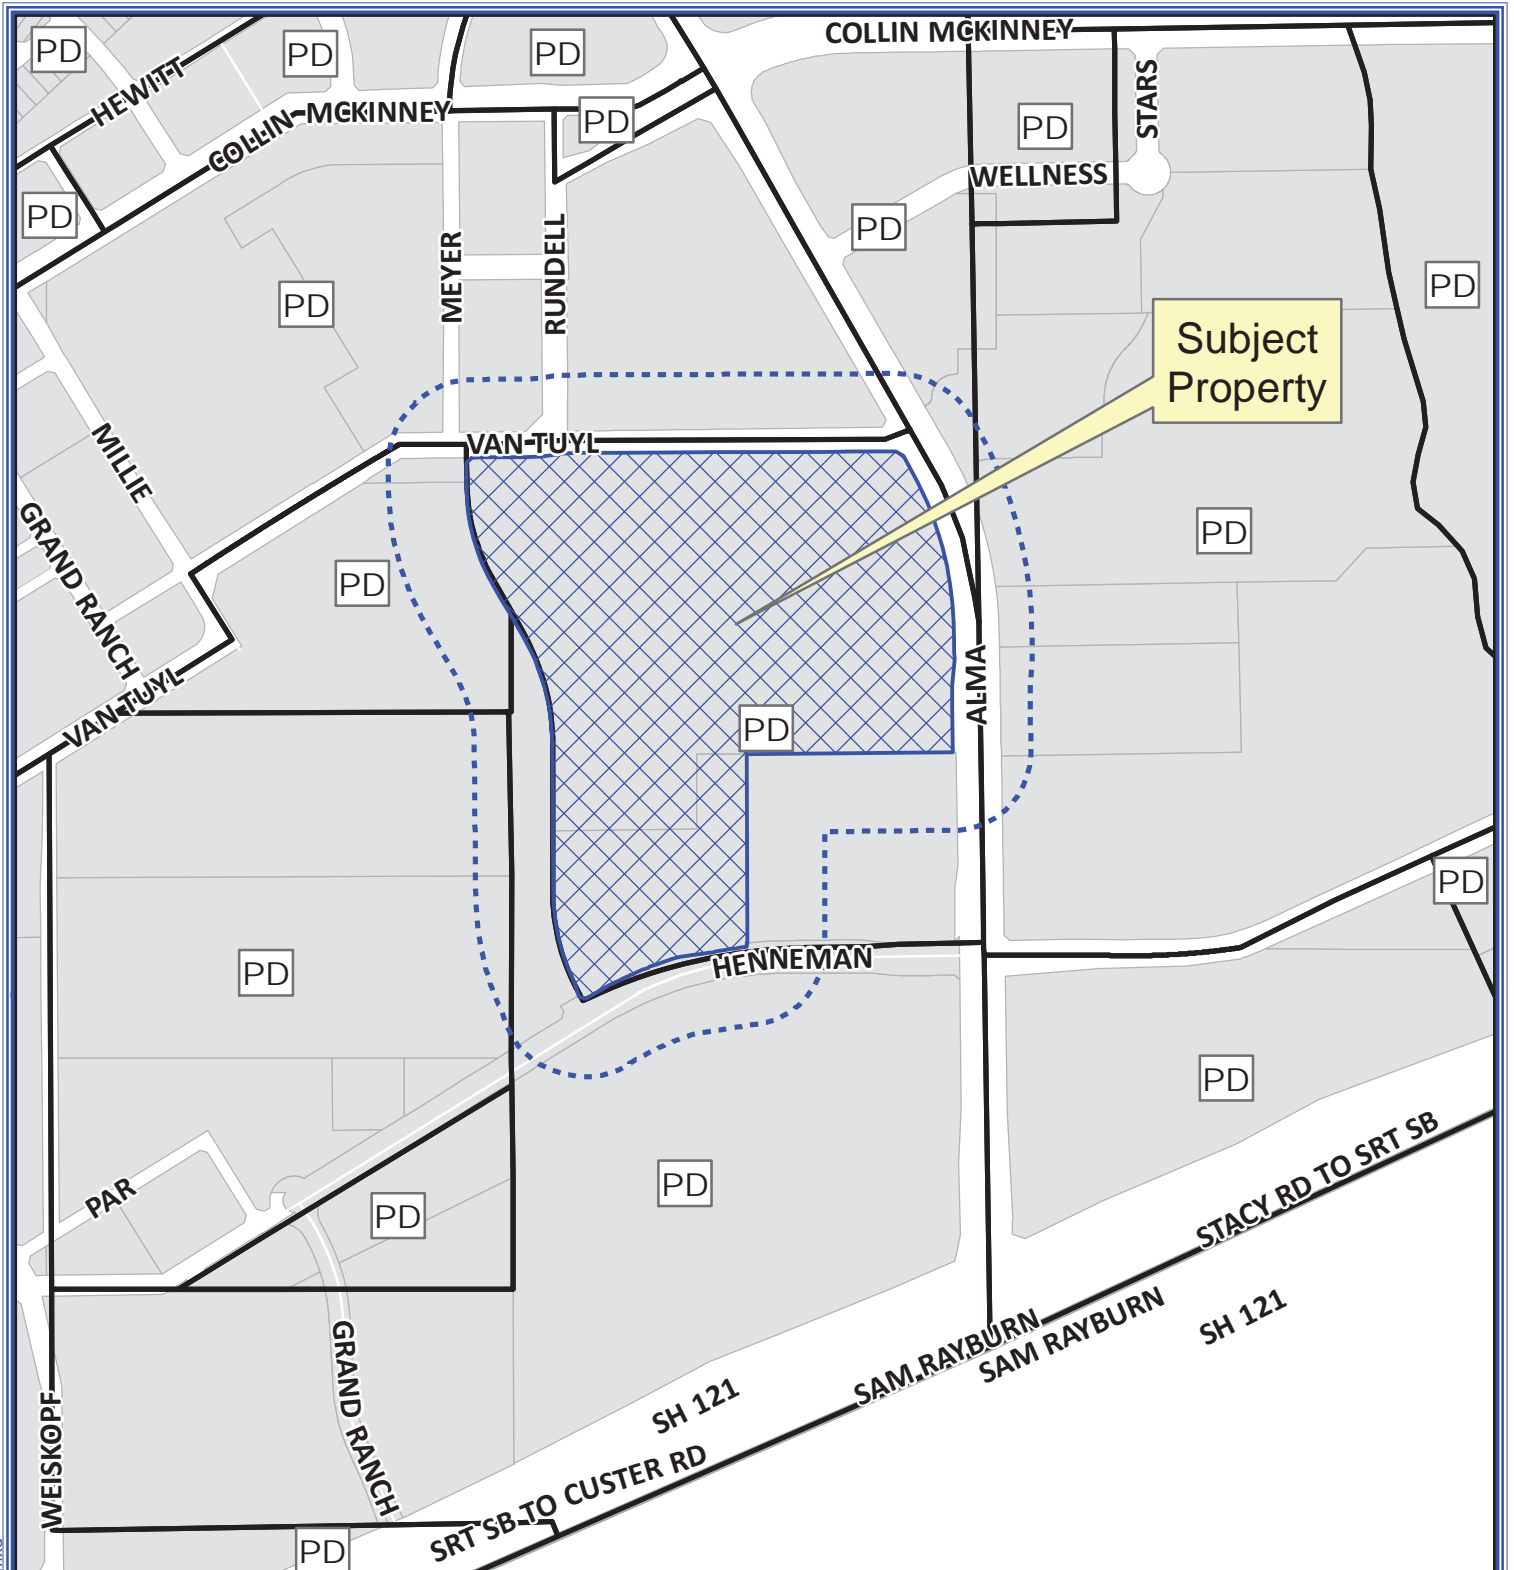 COLLIN MCKINNEY
PD
PD
PD
HEWITT
STARS
COLLIN MCKINNEY
PD
PD
WELLNESS
PD
PD
MEYER
RUNDELL
PD
PD
PD
Subject
Property
VAN TUYL
MILLIE
GRAND RANCH
PD
PD
ALMA
VAN TUYL
PD
PD
HENNEMAN
PD
PD
STACY RD TO SRT SB
PAR
PD
PD
SAM RAYBURN
SAM RAYBURN
SH 121
GRAND RANCH
SH 121
WEISKOPF
SRT SB TO CUSTER RD
PD